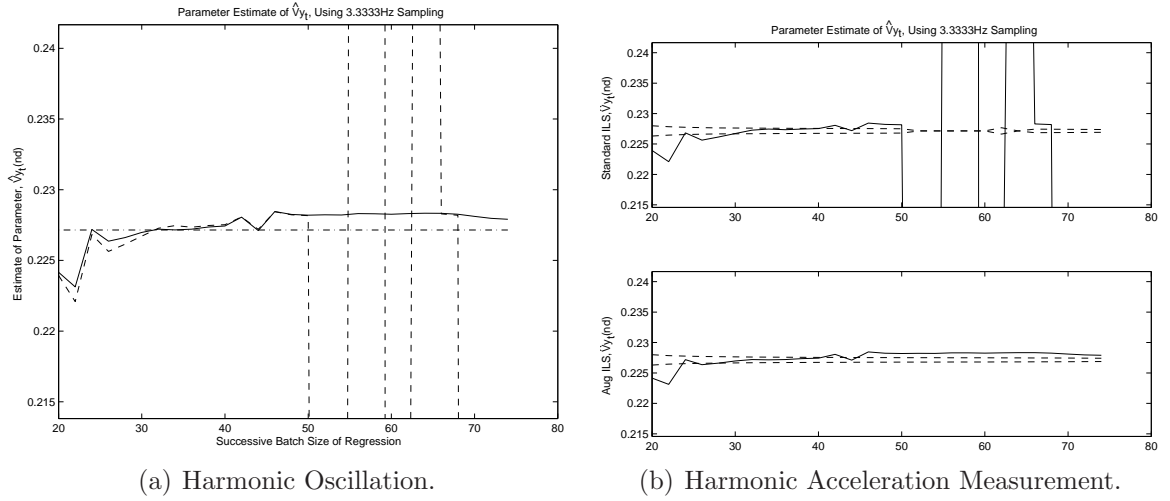 Parameter Estimate of V̂y_t, Using 3.3333Hz Sampling
Estimate of Parameter, V̂y_t(nd)
0.24
0.235
0.23
0.225
0.22
0.215
20 30 40 50 60 70 80
Successive Batch Size of Regression
(a) Harmonic Oscillation.
Parameter Estimate of V̂y_t, Using 3.3333Hz Sampling
Standard ILS,V̂y_t(nd)
0.24
0.235
0.23
0.225
0.22
0.215
20 30 40 50 60 70 80
Aug ILS,V̂y_t(nd)
0.24
0.235
0.23
0.225
0.22
0.215
20 30 40 50 60 70 80
(b) Harmonic Acceleration Measurement.